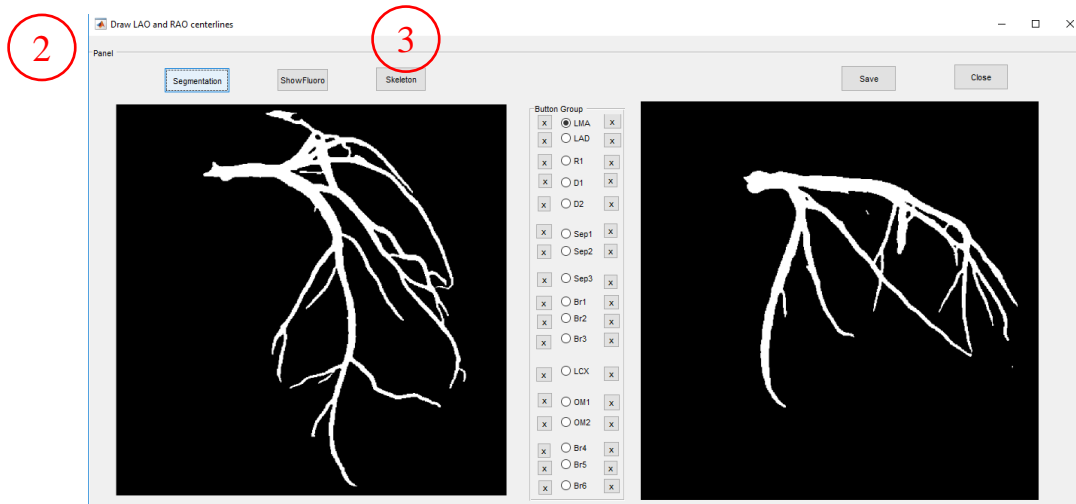 Draw LAO and RAO centerlines
2
3
Panel
Segmentation
ShowFluoro
Skeleton
Save
Close
Button Group
x LMA x
x LAD x
x R1 x
x D1 x
x D2 x
x Sep1 x
x Sep2 x
x Sep3 x
x Br1 x
x Br2 x
x Br3 x
x LCX x
x OM1 x
x OM2 x
x Br4 x
x Br5 x
x Br6 x